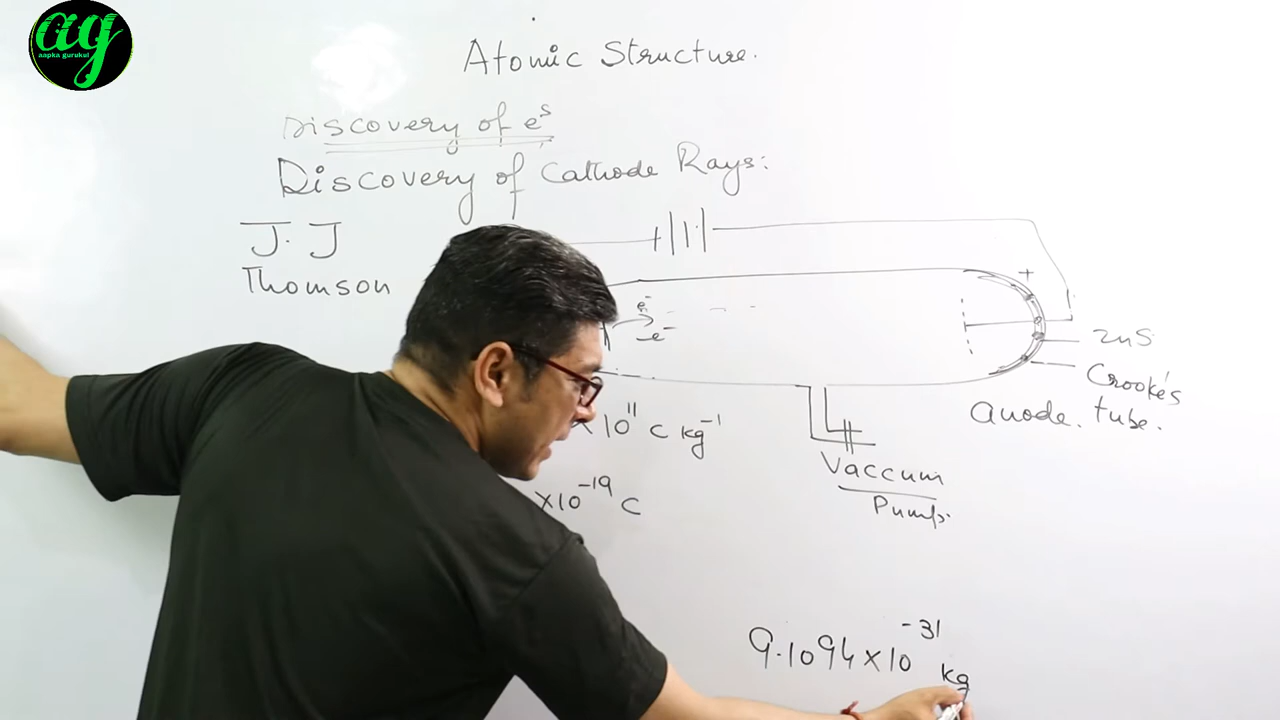 ag
aapka gurukul
Atomic Structure.
Discovery of e^s
Discovery of Cathode Rays:
J. J
Thomson
+
e⁻
e⁻
ZnS
Crooke's
anode. tube.
×10¹¹ C kg⁻¹
Vaccum
Pump.
×10⁻¹⁹ C
9.1094×10⁻³¹ kg